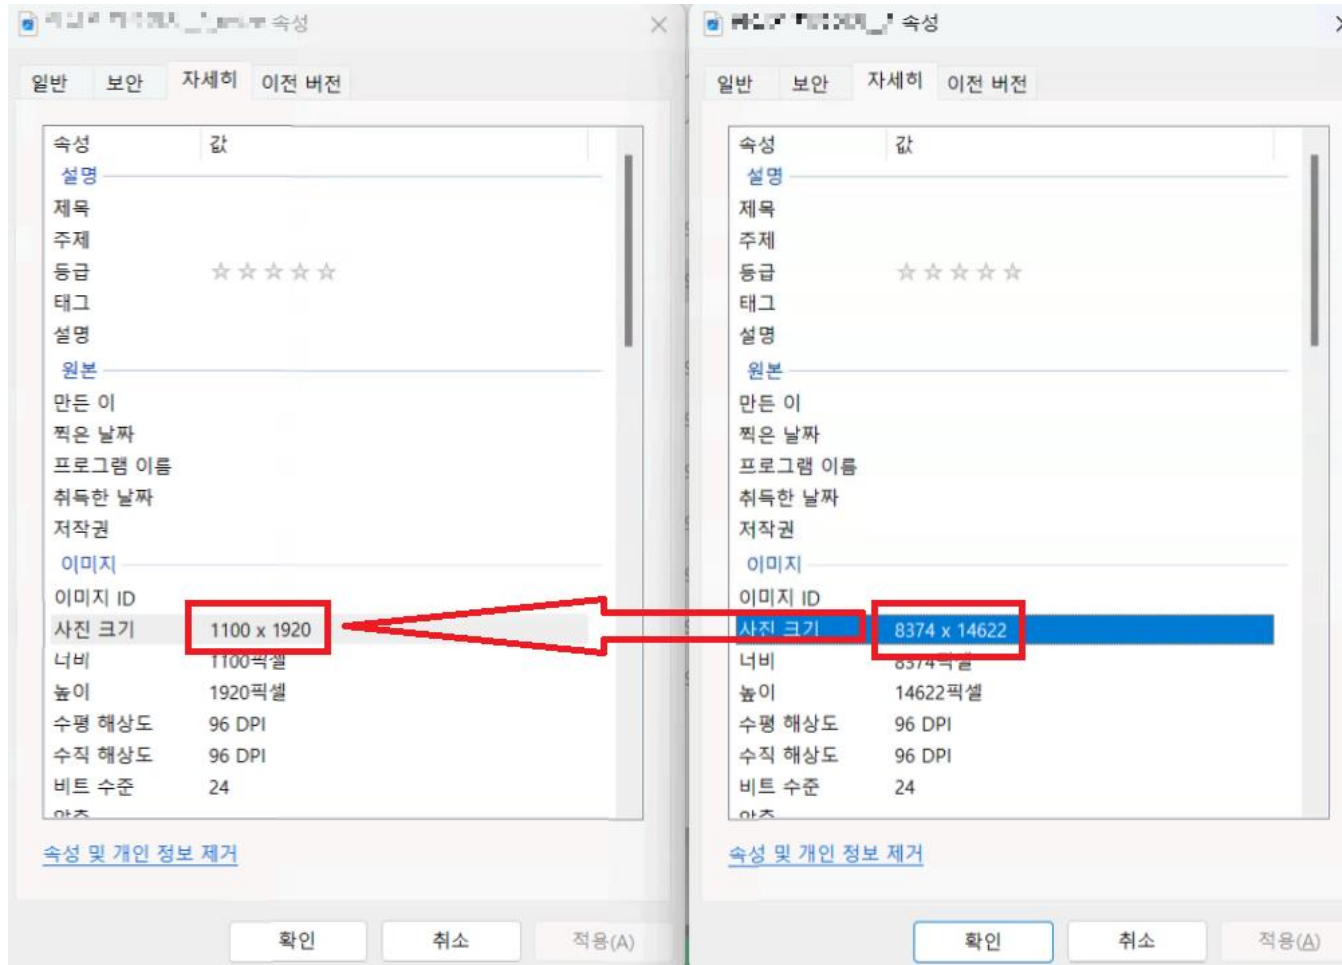 속성
일반 보안 자세히 이전 버전
속성 값
설명
제목
주제
등급 ☆ ☆ ☆ ☆ ☆
태그
설명
원본
만든 이
찍은 날짜
프로그램 이름
취득한 날짜
저작권
이미지
이미지 ID
사진 크기 1100 x 1920
너비 1100픽셀
높이 1920픽셀
수평 해상도 96 DPI
수직 해상도 96 DPI
비트 수준 24
속성 및 개인 정보 제거
확인 취소 적용(A)
속성
일반 보안 자세히 이전 버전
속성 값
설명
제목
주제
등급 ☆ ☆ ☆ ☆ ☆
태그
설명
원본
만든 이
찍은 날짜
프로그램 이름
취득한 날짜
저작권
이미지
이미지 ID
사진 크기 8374 x 14622
너비 8374픽셀
높이 14622픽셀
수평 해상도 96 DPI
수직 해상도 96 DPI
비트 수준 24
속성 및 개인 정보 제거
확인 취소 적용(A)